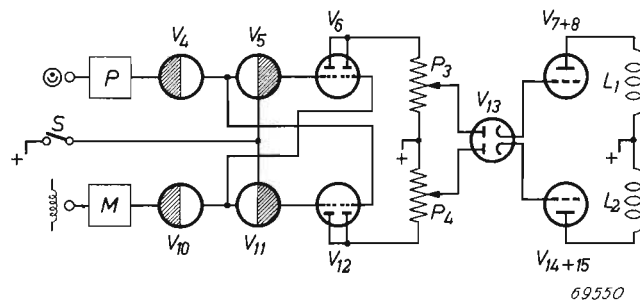 V4 V5 V6 V7+8
P P3 L1
V13
S + + +
M P4 L2
V10 V11 V12 V14+15
69550